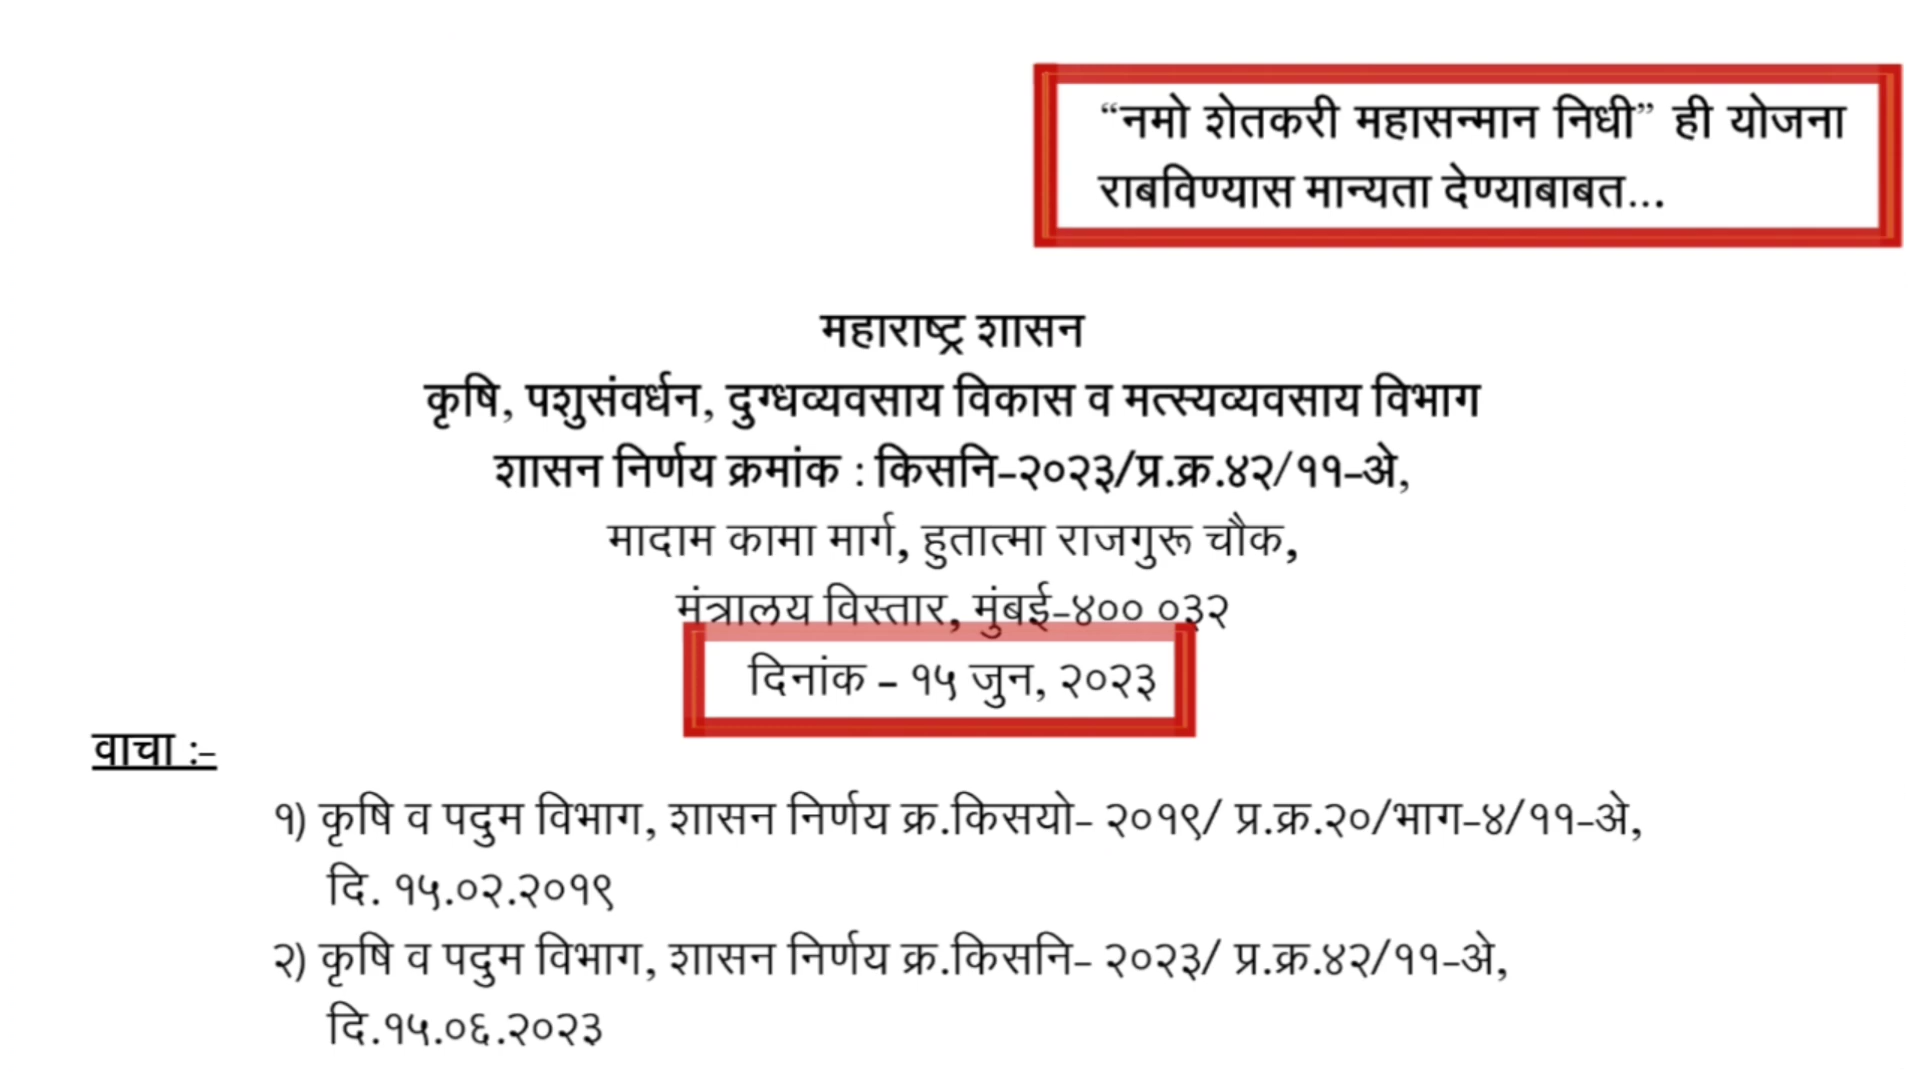 “नमो शेतकरी महासन्मान निधी” ही योजना
राबविण्यास मान्यता देण्याबाबत...
महाराष्ट्र शासन
कृषि, पशुसंवर्धन, दुग्धव्यवसाय विकास व मत्स्यव्यवसाय विभाग
शासन निर्णय क्रमांक : किसनि-२०२३/प्र.क्र.४२/११-अे,
मादाम कामा मार्ग, हुतात्मा राजगुरू चौक,
मंत्रालय विस्तार, मुंबई-४०० ०३२
दिनांक - १५ जुन, २०२३
वाचा :-
१) कृषि व पदुम विभाग, शासन निर्णय क्र.किसयो- २०१९/ प्र.क्र.२०/भाग-४/११-अे,
दि. १५.०२.२०१९
२) कृषि व पदुम विभाग, शासन निर्णय क्र.किसनि- २०२३/ प्र.क्र.४२/११-अे,
दि.१५.०६.२०२३